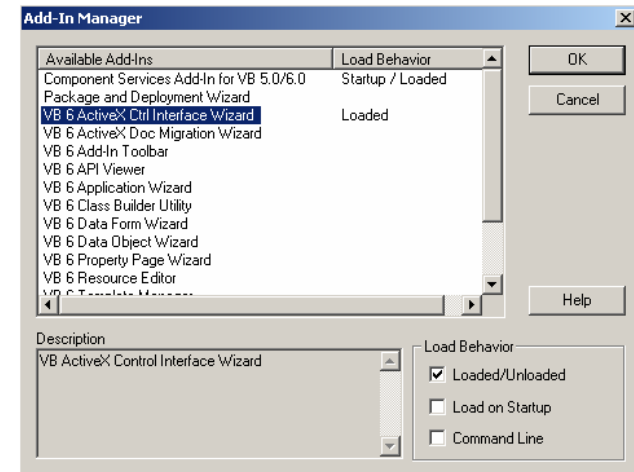 Add-In Manager
Available Add-Ins Load Behavior
Component Services Add-In for VB 5.0/6.0 Startup / Loaded
Package and Deployment Wizard
VB 6 ActiveX Ctrl Interface Wizard Loaded
VB 6 ActiveX Doc Migration Wizard
VB 6 Add-In Toolbar
VB 6 API Viewer
VB 6 Application Wizard
VB 6 Class Builder Utility
VB 6 Data Form Wizard
VB 6 Data Object Wizard
VB 6 Property Page Wizard
VB 6 Resource Editor
VB 6 Template Manager
OK
Cancel
Help
Description
VB ActiveX Control Interface Wizard
Load Behavior
Loaded/Unloaded
Load on Startup
Command Line